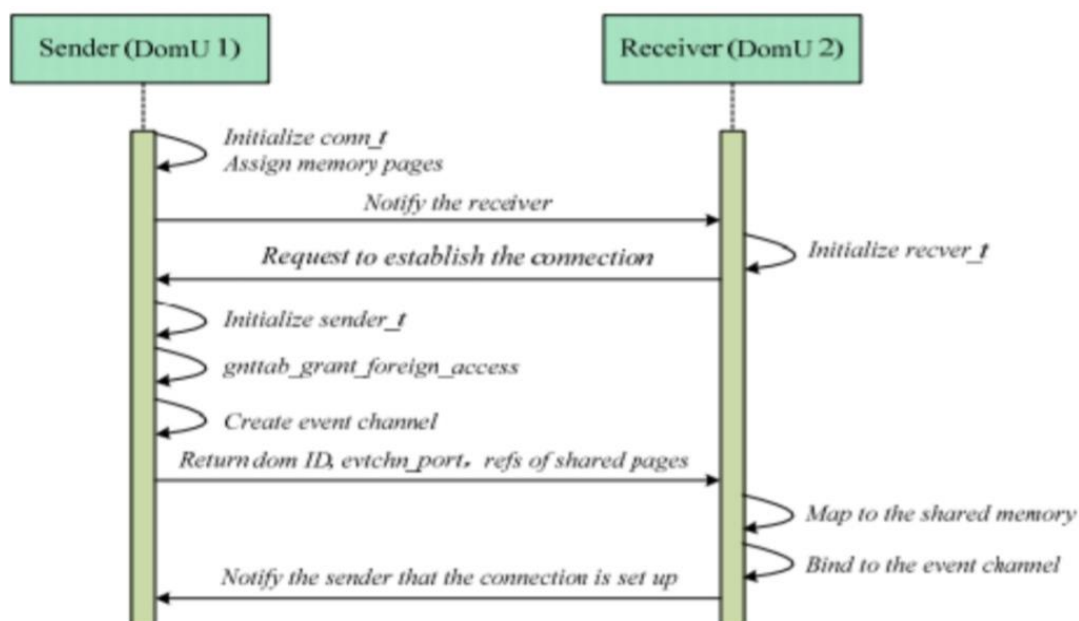 Sender (DomU 1)
Receiver (DomU 2)
Initialize conn_t
Assign memory pages
Notify the receiver
Initialize recver_t
Request to establish the connection
Initialize sender_t
gnttab_grant_foreign_access
Create event channel
Return dom ID, evtchn_port，refs of shared pages
Map to the shared memory
Bind to the event channel
Notify the sender that the connection is set up